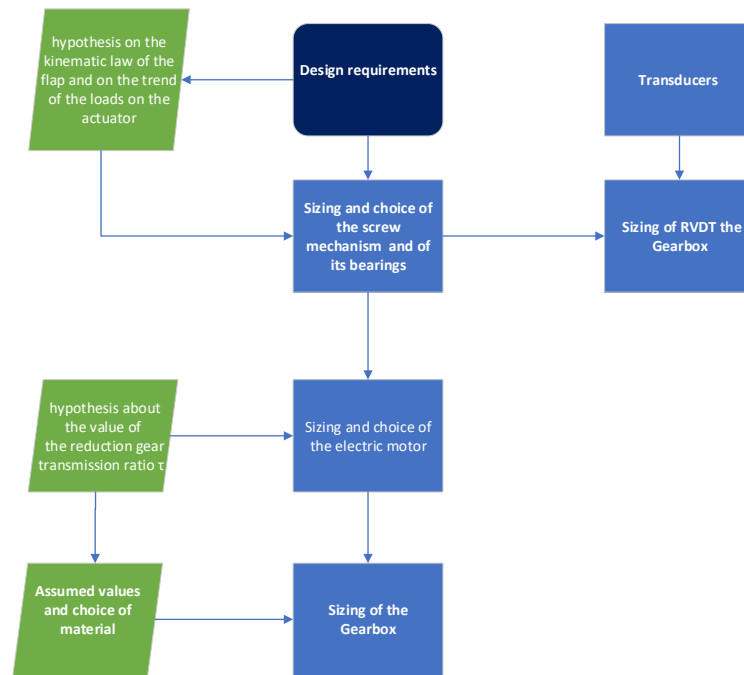 hypothesis on the
kinematic law of the
flap and on the trend
of the loads on the
actuator
Design requirements
Transducers
Sizing and choice of
the screw
mechanism and of
its bearings
Sizing of RVDT the
Gearbox
hypothesis about
the value of
the reduction gear
transmission ratio τ
Sizing and choice of
the electric motor
Assumed values
and choice of
material
Sizing of the
Gearbox